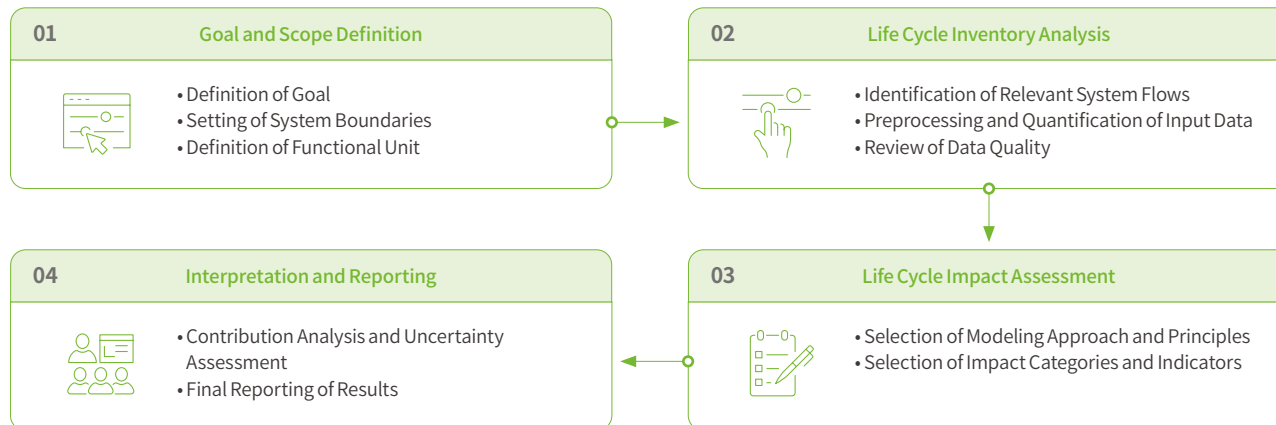 01
Goal and Scope Definition
• Definition of Goal
• Setting of System Boundaries
• Definition of Functional Unit
02
Life Cycle Inventory Analysis
• Identification of Relevant System Flows
• Preprocessing and Quantification of Input Data
• Review of Data Quality
03
Life Cycle Impact Assessment
• Selection of Modeling Approach and Principles
• Selection of Impact Categories and Indicators
04
Interpretation and Reporting
• Contribution Analysis and Uncertainty
Assessment
• Final Reporting of Results